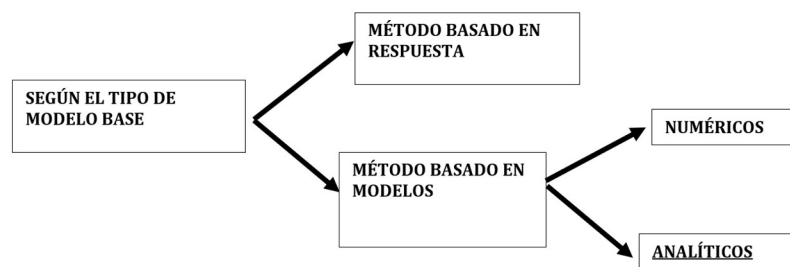 SEGÚN EL TIPO DE
MODELO BASE
MÉTODO BASADO EN
RESPUESTA
MÉTODO BASADO EN
MODELOS
NUMÉRICOS
ANALÍTICOS